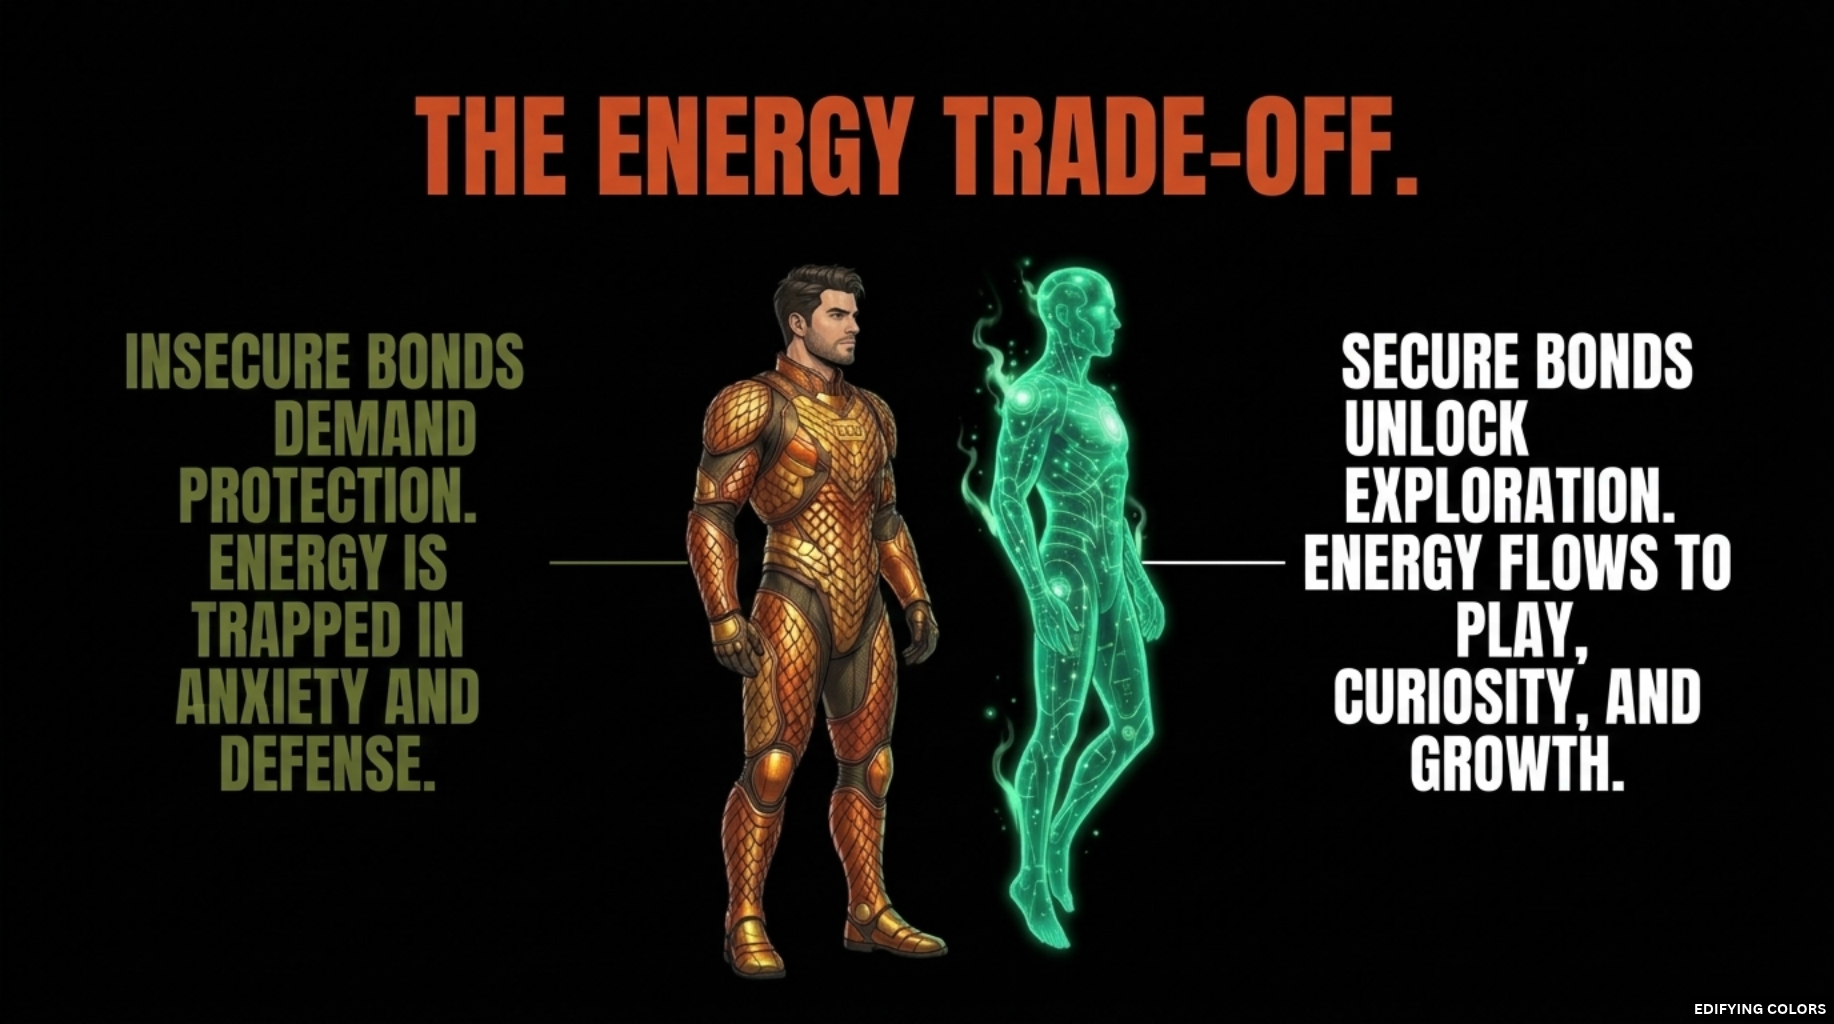 THE ENERGY TRADE-OFF.
INSECURE BONDS
DEMAND
PROTECTION.
ENERGY IS
TRAPPED IN
ANXIETY AND
DEFENSE.
SECURE BONDS
UNLOCK
EXPLORATION.
ENERGY FLOWS TO
PLAY,
CURIOSITY, AND
GROWTH.
EDIFYING COLORS